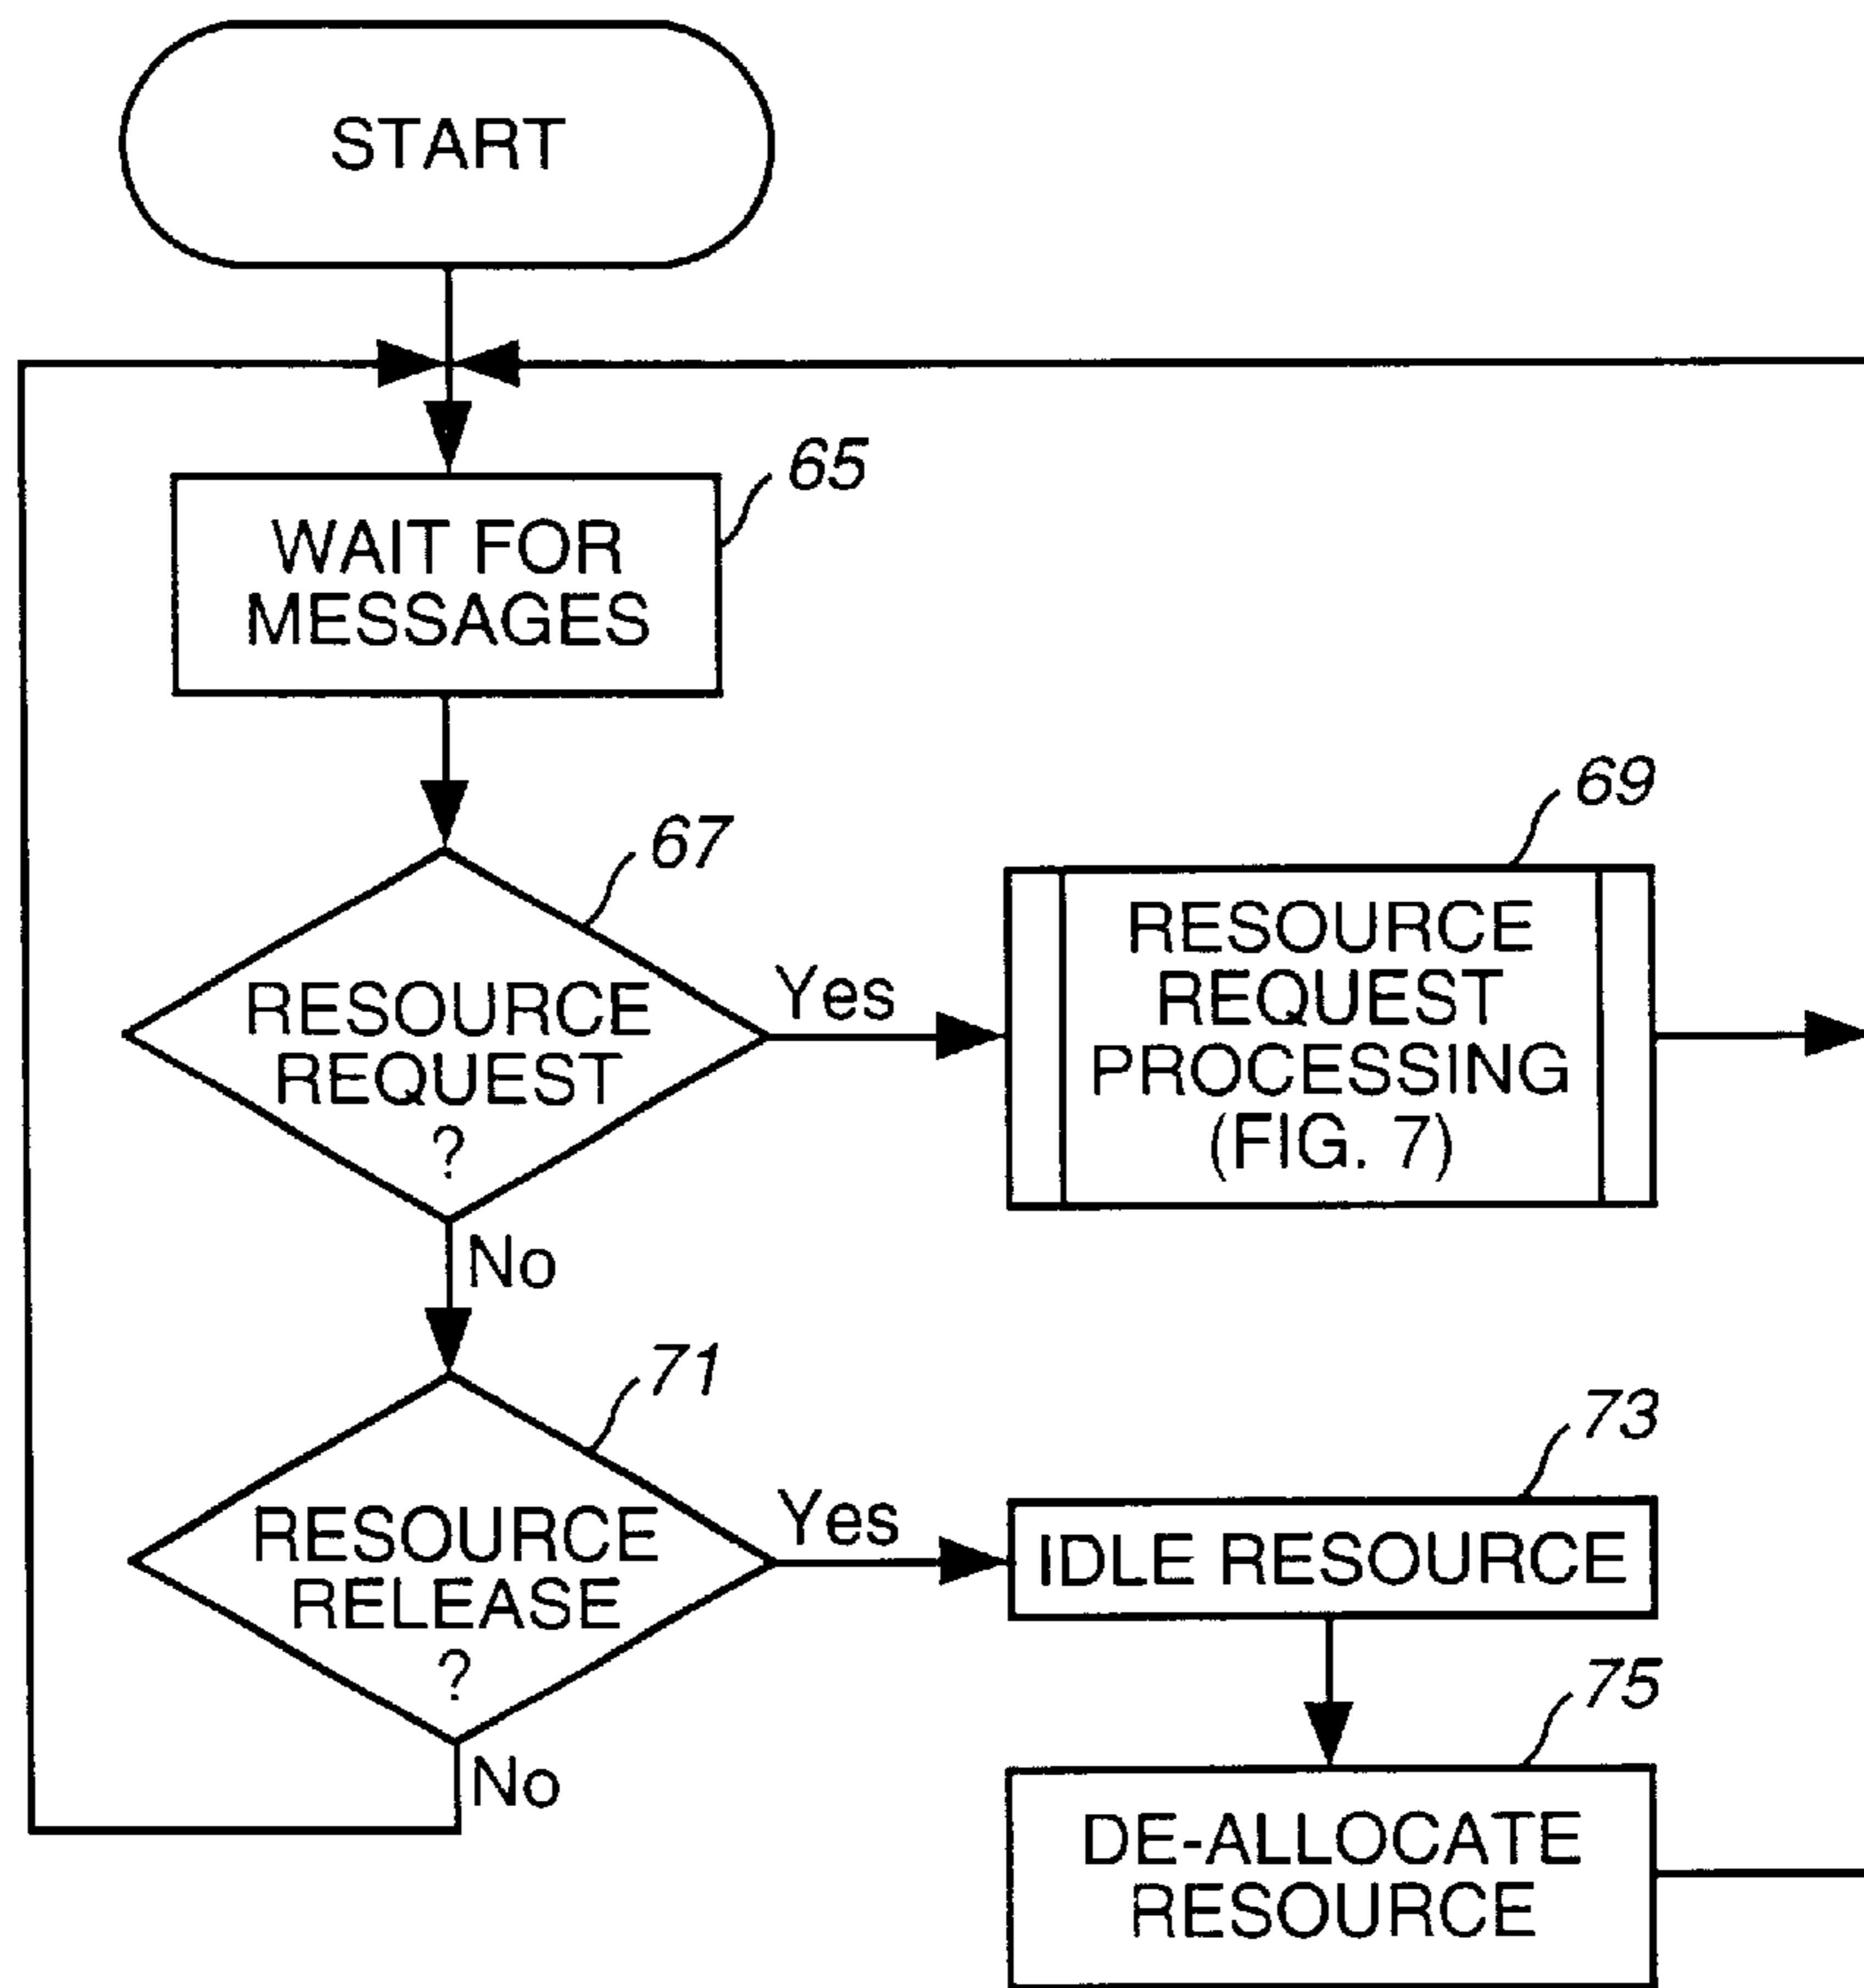 START
65
WAIT FOR
MESSAGES
67
RESOURCE
REQUEST
?
Yes
69
RESOURCE
REQUEST
PROCESSING
(FIG. 7)
No
71
RESOURCE
RELEASE
?
Yes
73
IDLE RESOURCE
No
75
DE-ALLOCATE
RESOURCE